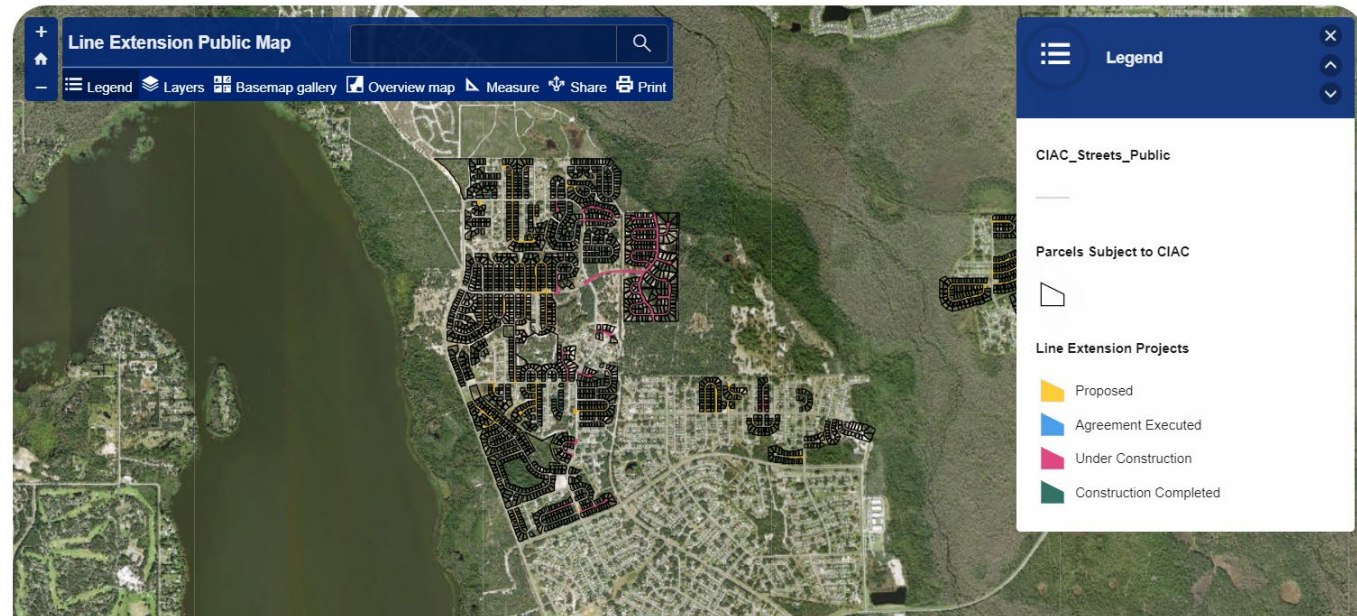 Line Extension Public Map
Legend Layers Basemap gallery Overview map Measure Share Print
Legend
CIAC_Streets_Public
Parcels Subject to CIAC
Line Extension Projects
Proposed
Agreement Executed
Under Construction
Construction Completed